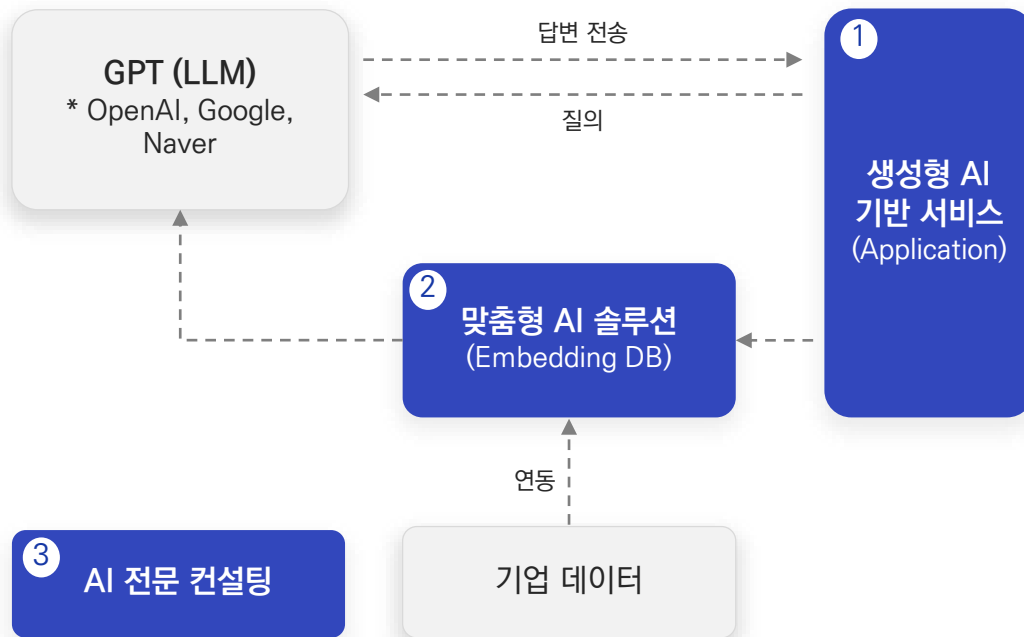 GPT (LLM)
* OpenAI, Google,
Naver
답변 전송
질의
1
생성형 AI
기반 서비스
(Application)
2
맞춤형 AI 솔루션
(Embedding DB)
연동
3
AI 전문 컨설팅
기업 데이터